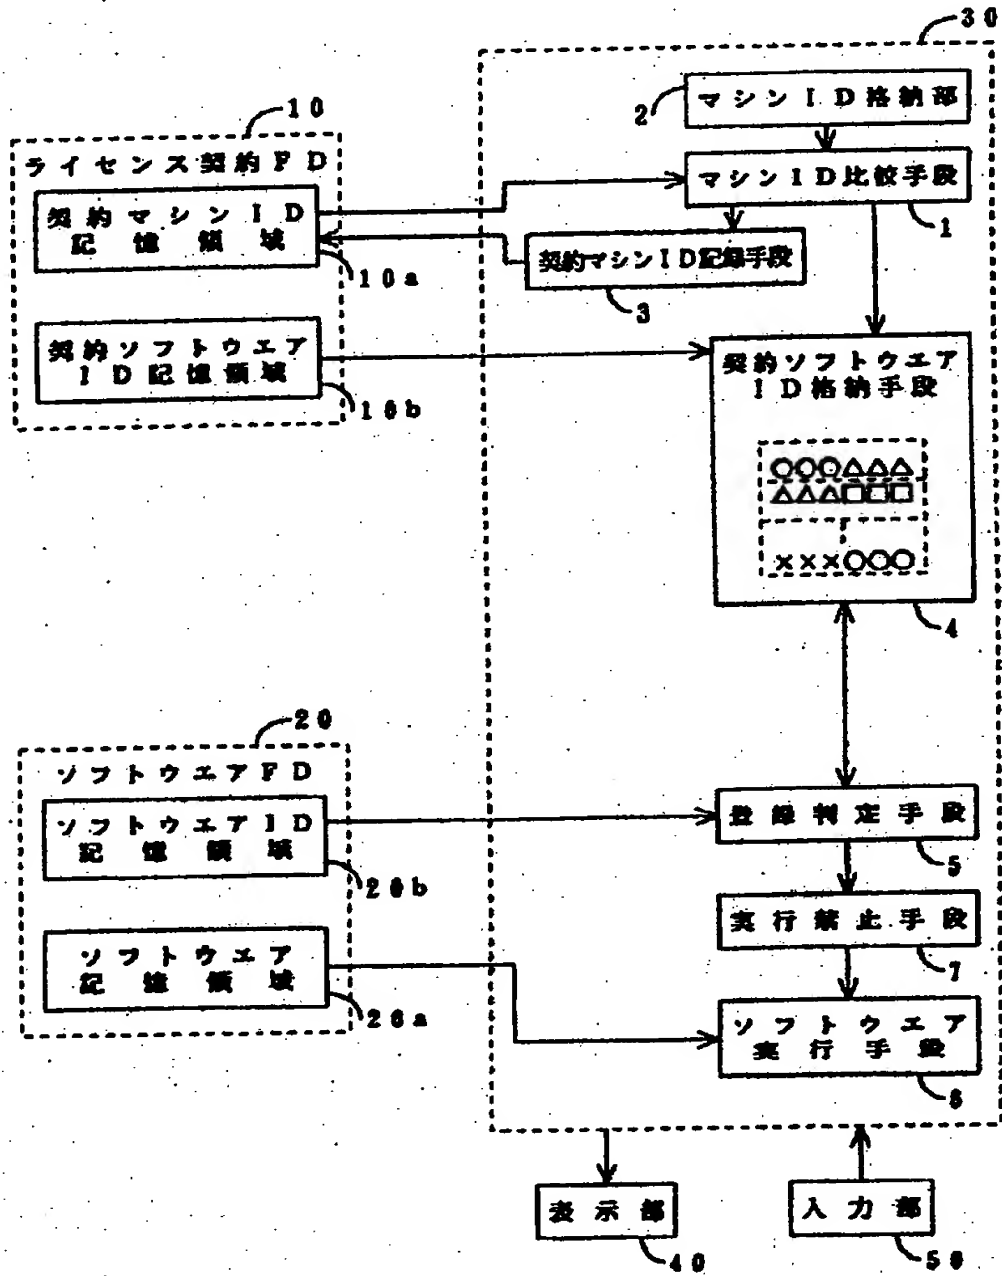 30
2
マシンID格納部
10
ライセンス契約FD
マシンID比較手段
1
契約マシンID
記憶領域
10a
契約マシンID記録手段
3
契約ソフトウエア
ID記憶領域
10b
契約ソフトウエア
ID格納手段
○○○△△△
△△△□□□
×××○○○
4
20
ソフトウエアFD
ソフトウエアID
記憶領域
20b
登録判定手段
5
実行禁止手段
7
ソフトウエア
記憶領域
20a
ソフトウエア
実行手段
6
表示部
40
入力部
50